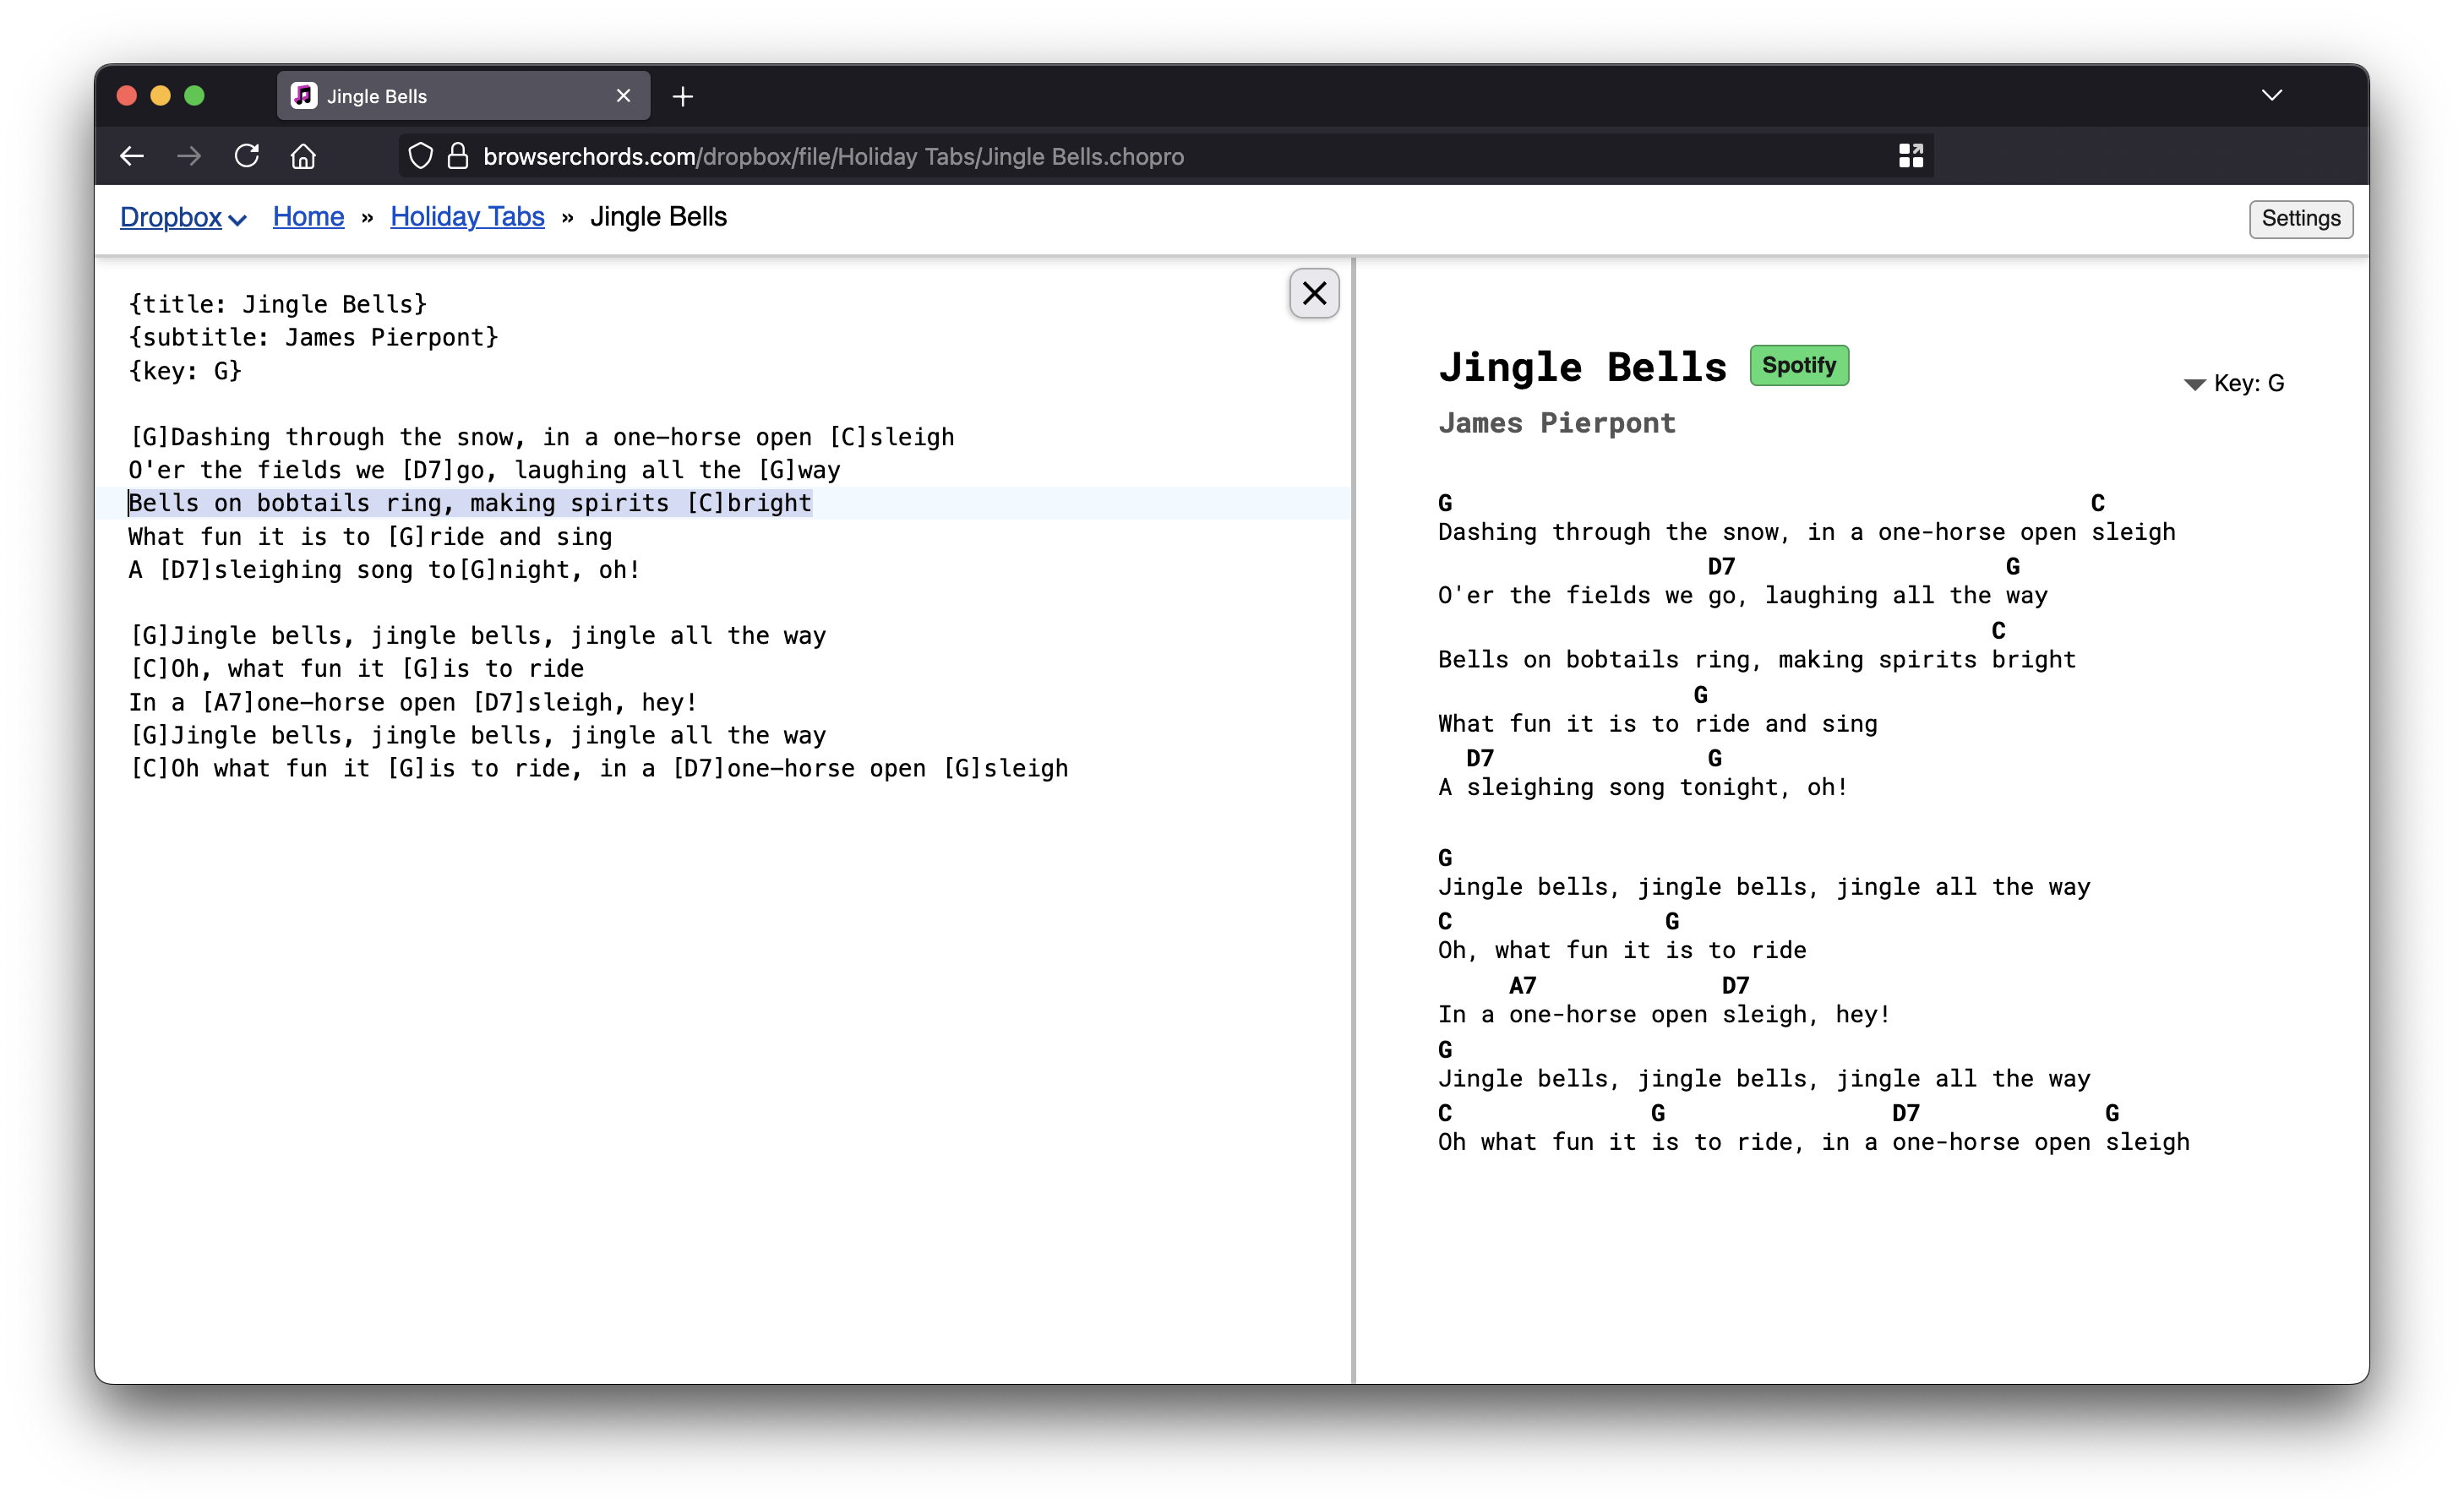 Jingle Bells
browserchords.com/dropbox/file/Holiday Tabs/Jingle Bells.chopro
Dropbox Home » Holiday Tabs » Jingle Bells
Settings
{title: Jingle Bells}
{subtitle: James Pierpont}
{key: G}
[G]Dashing through the snow, in a one-horse open [C]sleigh
O'er the fields we [D7]go, laughing all the [G]way
Bells on bobtails ring, making spirits [C]bright
What fun it is to [G]ride and sing
A [D7]sleighing song to[G]night, oh!
[G]Jingle bells, jingle bells, jingle all the way
[C]Oh, what fun it [G]is to ride
In a [A7]one-horse open [D7]sleigh, hey!
[G]Jingle bells, jingle bells, jingle all the way
[C]Oh what fun it [G]is to ride, in a [D7]one-horse open [G]sleigh
Jingle Bells Spotify
Key: G
James Pierpont
G C
Dashing through the snow, in a one-horse open sleigh
D7 G
O'er the fields we go, laughing all the way
C
Bells on bobtails ring, making spirits bright
G
What fun it is to ride and sing
D7 G
A sleighing song tonight, oh!
G
Jingle bells, jingle bells, jingle all the way
C G
Oh, what fun it is to ride
A7 D7
In a one-horse open sleigh, hey!
G
Jingle bells, jingle bells, jingle all the way
C G D7 G
Oh what fun it is to ride, in a one-horse open sleigh